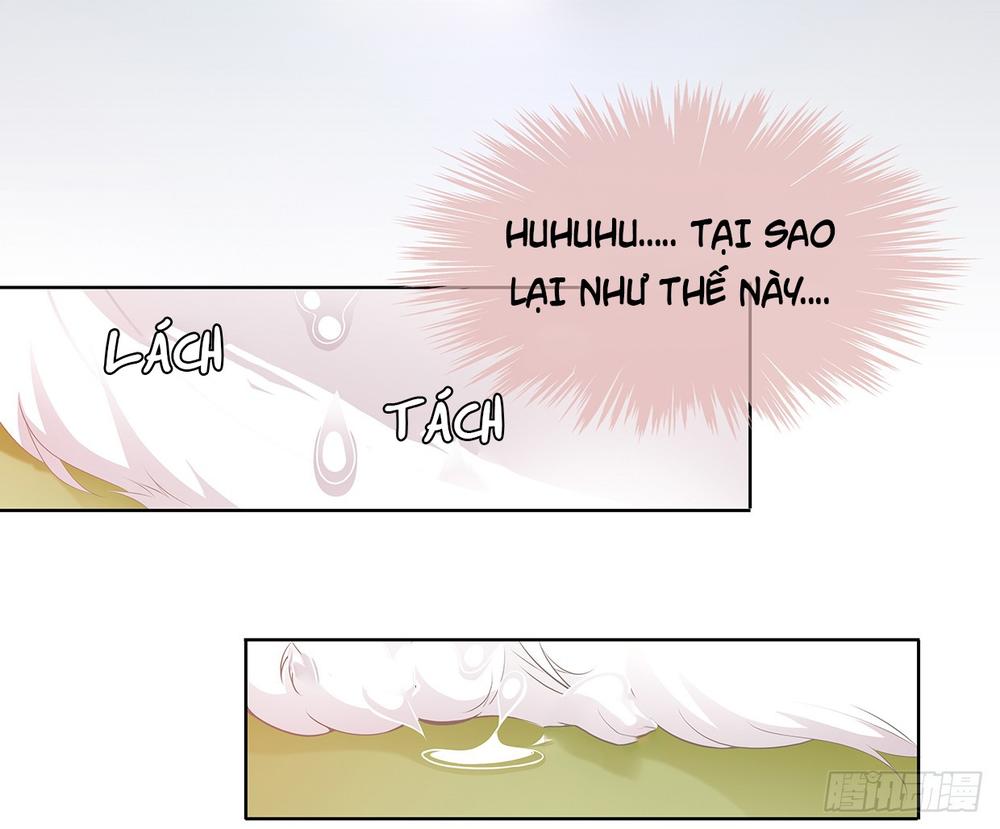 HUHUHU..... TẠI SAO
LẠI NHƯ THẾ NÀY....
LÁCH
TÁCH
腾讯动漫